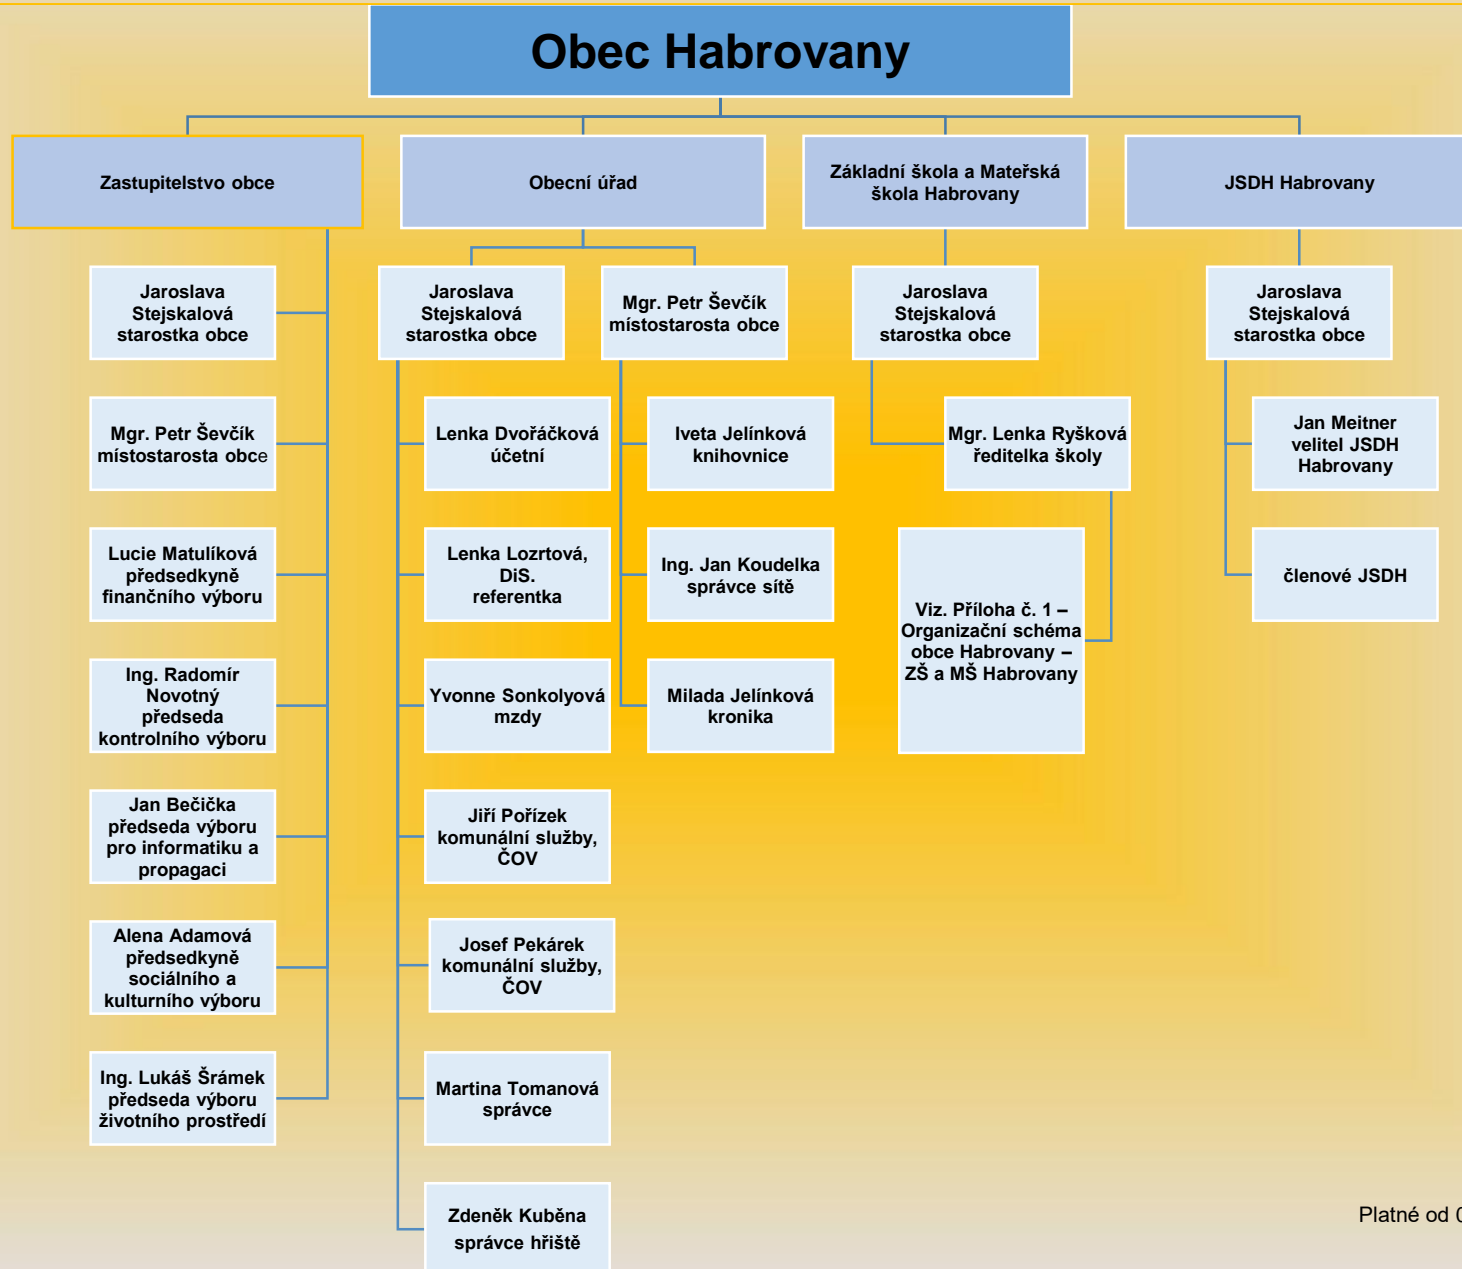 Obec Habrovany
Zastupitelstvo obce
Obecní úřad
Základní škola a Mateřská
škola Habrovany
JSDH Habrovany
Jaroslava
Stejskalová
starostka obce
Mgr. Petr Ševčík
místostarosta obce
Lucie Matulíková
předsedkyně
finančního výboru
Ing. Radomír
Novotný
předseda
kontrolního výboru
Jan Bečička
předseda výboru
pro informatiku a
propagaci
Alena Adamová
předsedkyně
sociálního a
kulturního výboru
Ing. Lukáš Šrámek
předseda výboru
životního prostředí
Jaroslava
Stejskalová
starostka obce
Lenka Dvořáčková
účetní
Lenka Lozrtová,
DiS.
referentka
Yvonne Sonkolyová
mzdy
Jiří Pořízek
komunální služby,
ČOV
Josef Pekárek
komunální služby,
ČOV
Martina Tomanová
správce
Zdeněk Kuběna
správce hřiště
Mgr. Petr Ševčík
místostarosta obce
Iveta Jelínková
knihovnice
Ing. Jan Koudelka
správce sítě
Milada Jelínková
kronika
Jaroslava
Stejskalová
starostka obce
Mgr. Lenka Ryšková
ředitelka školy
Viz. Příloha č. 1 –
Organizační schéma
obce Habrovany –
ZŠ a MŠ Habrovany
Jaroslava
Stejskalová
starostka obce
Jan Meitner
velitel JSDH
Habrovany
členové JSDH
Platné od